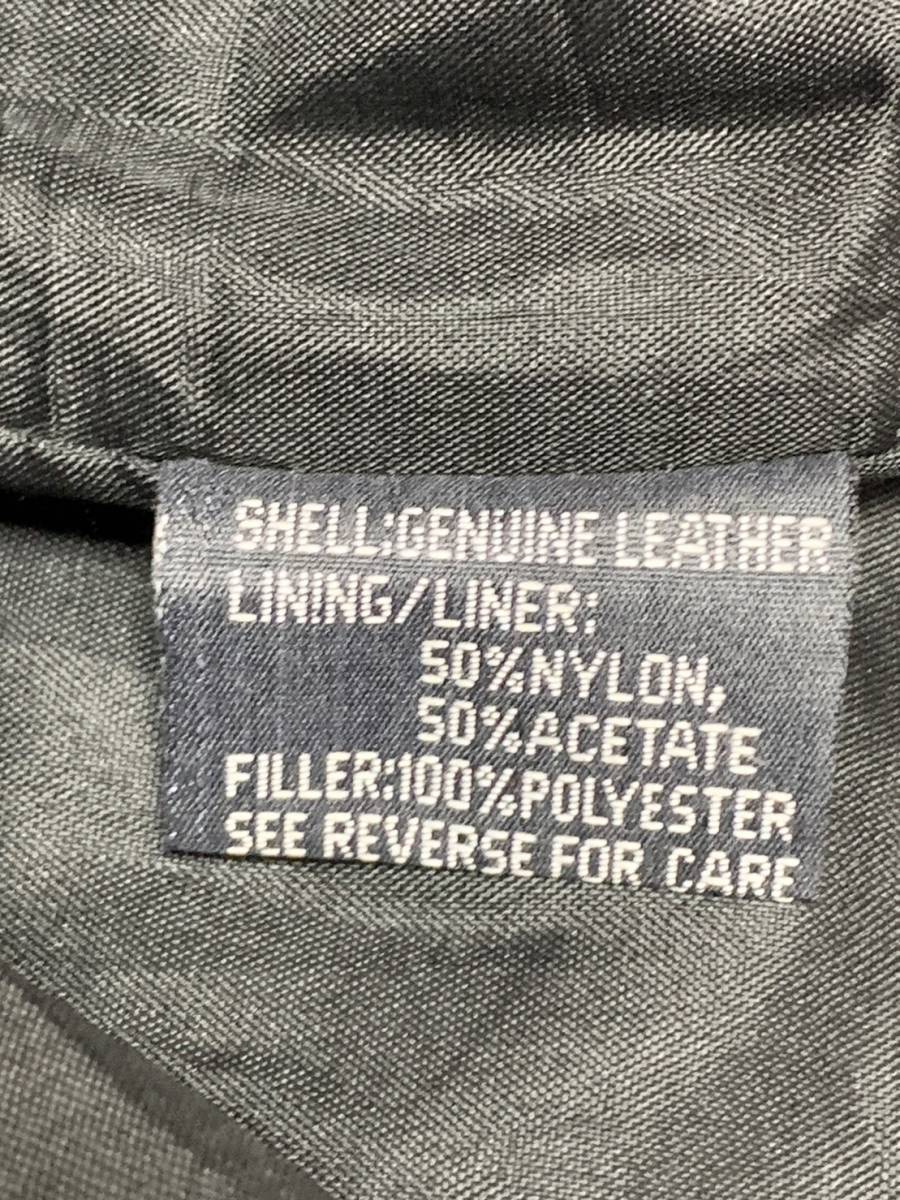 SHELL:GENUINE LEATHER
LINING/LINER:
50%NYLON,
50%ACETATE
FILLER:100%POLYESTER
SEE REVERSE FOR CARE